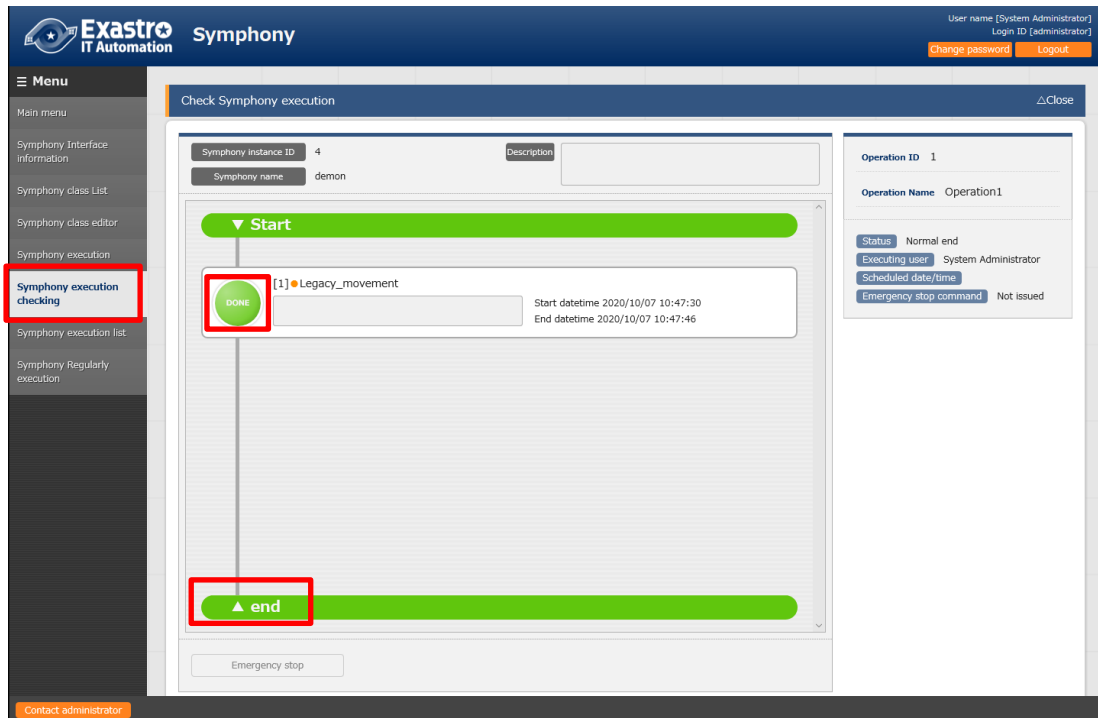 Exastro
IT Automation
Symphony
User name [System Administrator]
Login ID [administrator]
Change password
Logout
☰ Menu
Main menu
Symphony Interface
information
Symphony class List
Symphony class editor
Symphony execution
Symphony execution
checking
Symphony execution list
Symphony Regularly
execution
Check Symphony execution
△Close
Symphony instance ID 4
Description
Symphony name demon
▼ Start
DONE
[1]●Legacy_movement
Start datetime 2020/10/07 10:47:30
End datetime 2020/10/07 10:47:46
▲ end
Emergency stop
Operation ID 1
Operation Name Operation1
Status Normal end
Executing user System Administrator
Scheduled date/time
Emergency stop command Not issued
Contact administrator